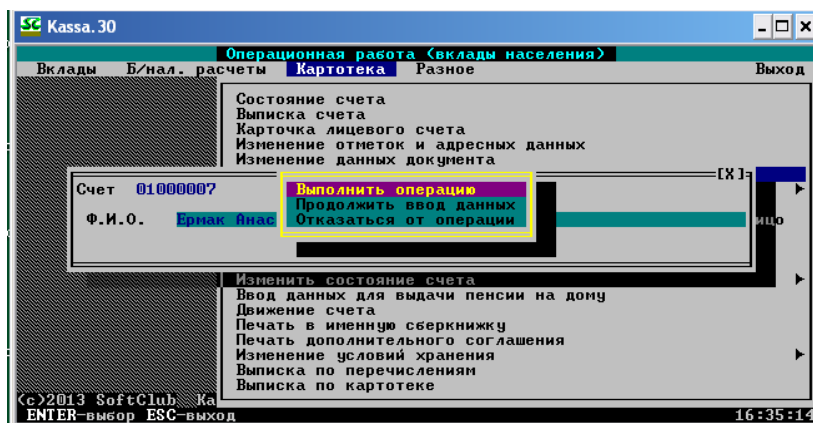 SC Kassa.30
Операционная работа (вклады населения)
Вклады Б/нал. расчеты Картотека Разное Выход
Состояние счета
Выписка счета
Карточка лицевого счета
Изменение отметок и адресных данных
Изменение данных документа
[X]
Счет 01000007
Выполнить операцию
Продолжить ввод данных
Ф.И.О. Ермак Анас
Отказаться от операции
ицо
Изменить состояние счета
Ввод данных для выдачи пенсии на дому
Движение счета
Печать в именную сберкнижку
Печать дополнительного соглашения
Изменение условий хранения
Выписка по перечислениям
Выписка по картотеке
(c)2013 SoftClub Ка
ENTER-выбор ESC-выход 16:35:14